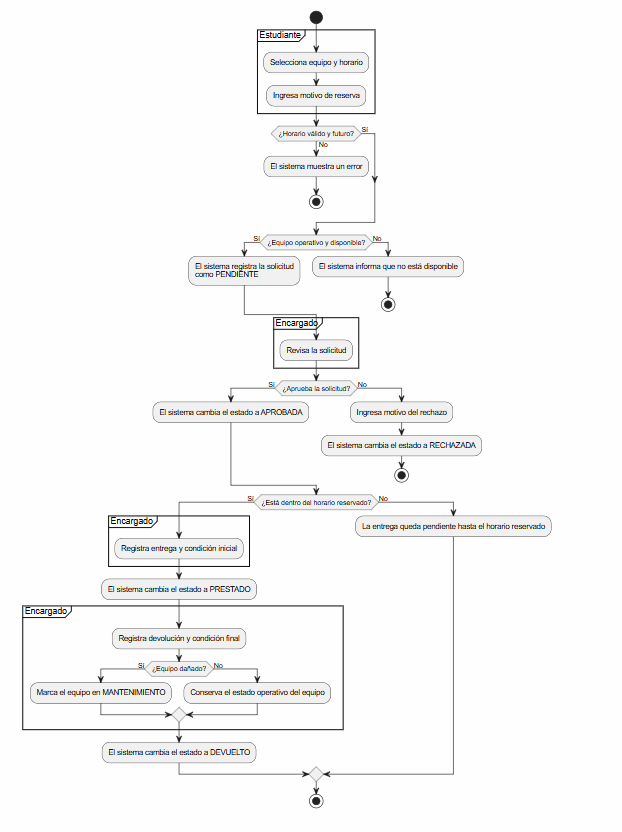 Estudiante
Selecciona equipo y horario
Ingresa motivo de reserva
¿Horario válido y futuro?
Sí
No
El sistema muestra un error
¿Equipo operativo y disponible?
Sí
No
El sistema registra la solicitud
como PENDIENTE
El sistema informa que no está disponible
Encargado
Revisa la solicitud
¿Aprueba la solicitud?
Sí
No
El sistema cambia el estado a APROBADA
Ingresa motivo del rechazo
El sistema cambia el estado a RECHAZADA
¿Está dentro del horario reservado?
Sí
No
Encargado
La entrega queda pendiente hasta el horario reservado
Registra entrega y condición inicial
El sistema cambia el estado a PRESTADO
Encargado
Registra devolución y condición final
¿Equipo dañado?
Sí
No
Marca el equipo en MANTENIMIENTO
Conserva el estado operativo del equipo
El sistema cambia el estado a DEVUELTO